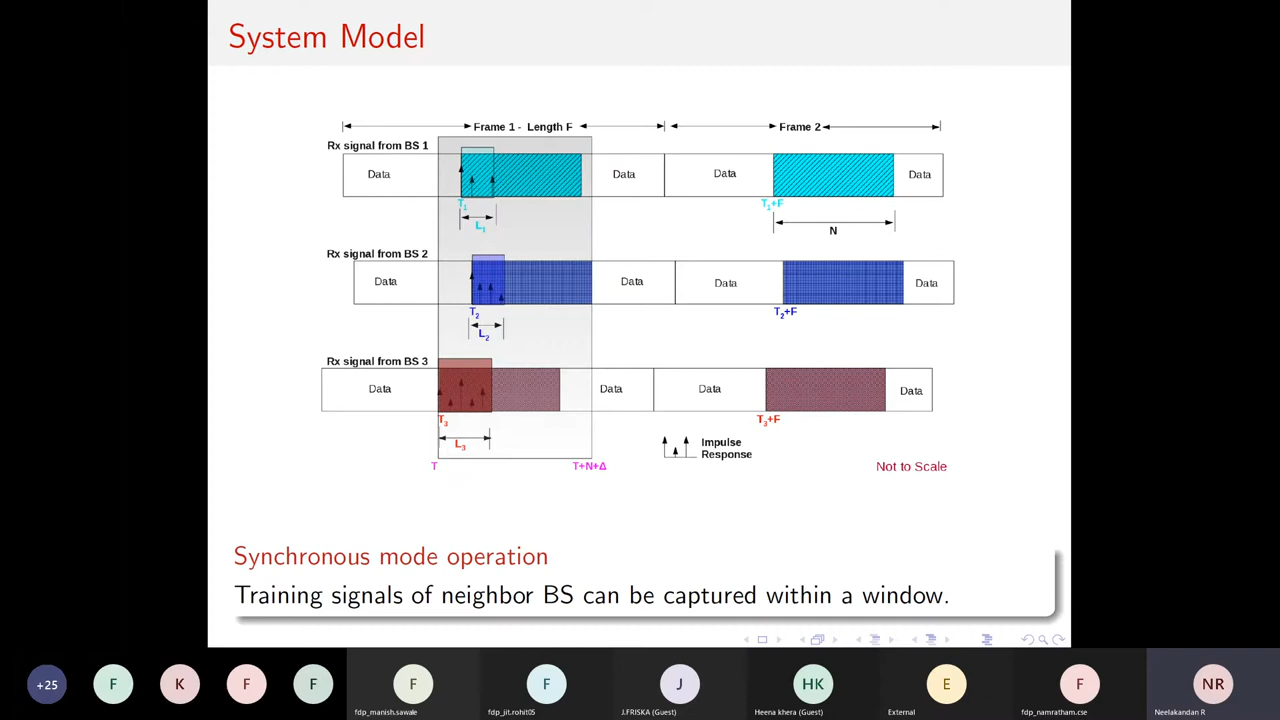 System Model
Frame 1 - Length F
Frame 2
Rx signal from BS 1
Data
Data
Data
Data
T1
T1+F
L1
N
Rx signal from BS 2
Data
Data
Data
Data
T2
T2+F
L2
Rx signal from BS 3
Data
Data
Data
Data
T3
T3+F
L3
Impulse
Response
T
T+N+Δ
Not to Scale
Synchronous mode operation
Training signals of neighbor BS can be captured within a window.
+25
F
K
F
F
F
F
J
HK
E
F
NR
fdp_manish.sawale
fdp_jit.rohit05
J.FRISKA (Guest)
Heena khera (Guest)
External
fdp_namratham.cse
Neelakandan R